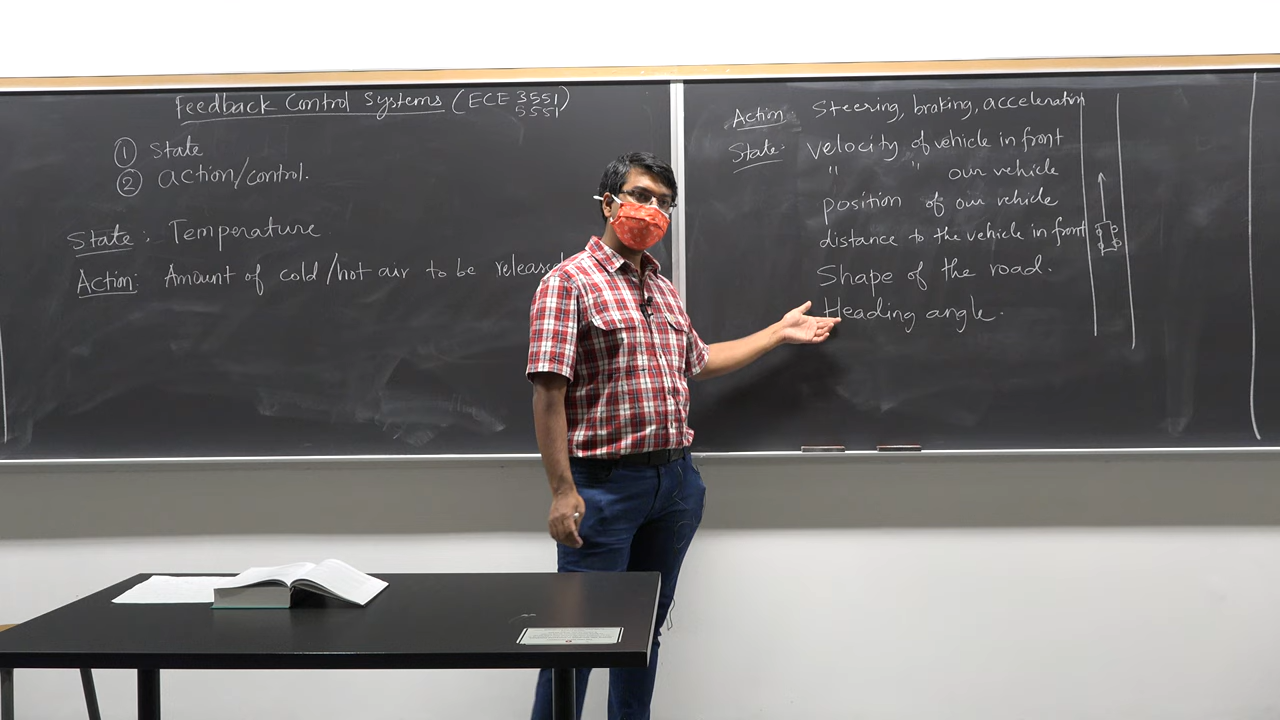 Feedback Control Systems (ECE 3551)
5551
① State
② action/control.
State: Temperature
Action: Amount of cold/hot air to be released
Action: Steering, braking, acceleration
State: Velocity of vehicle in front
" " our vehicle
position of our vehicle
distance to the vehicle in front
Shape of the road.
Heading angle.